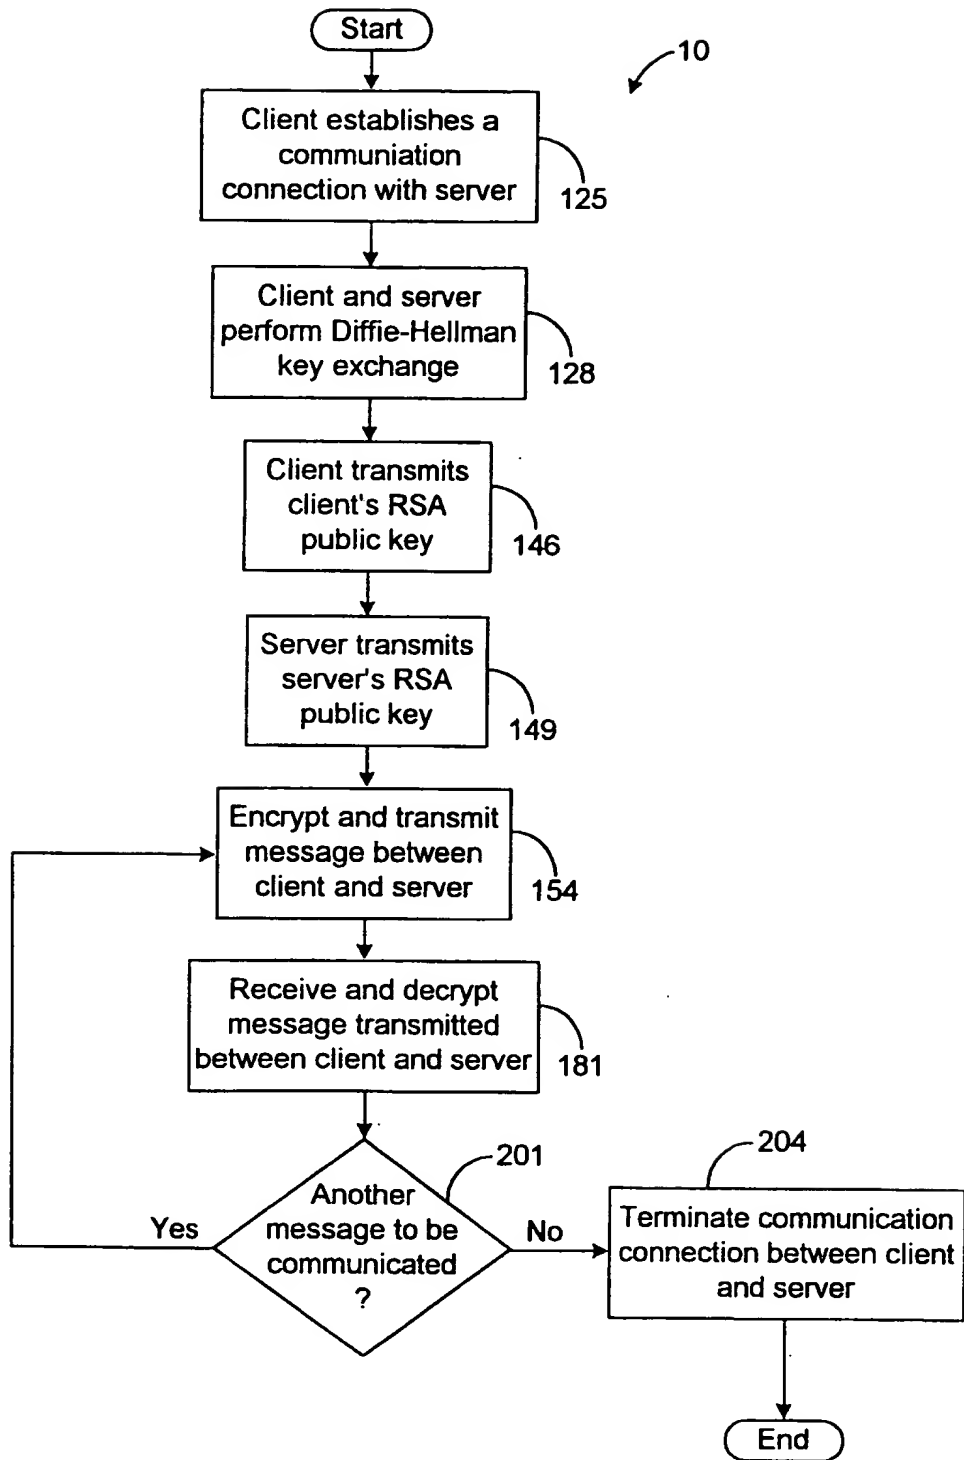 Start
10
Client establishes a
communiation
connection with server
125
Client and server
perform Diffie-Hellman
key exchange
128
Client transmits
client's RSA
public key
146
Server transmits
server's RSA
public key
149
Encrypt and transmit
message between
client and server
154
Receive and decrypt
message transmitted
between client and server
181
201
Another
message to be
communicated
?
Yes
No
204
Terminate communication
connection between client
and server
End